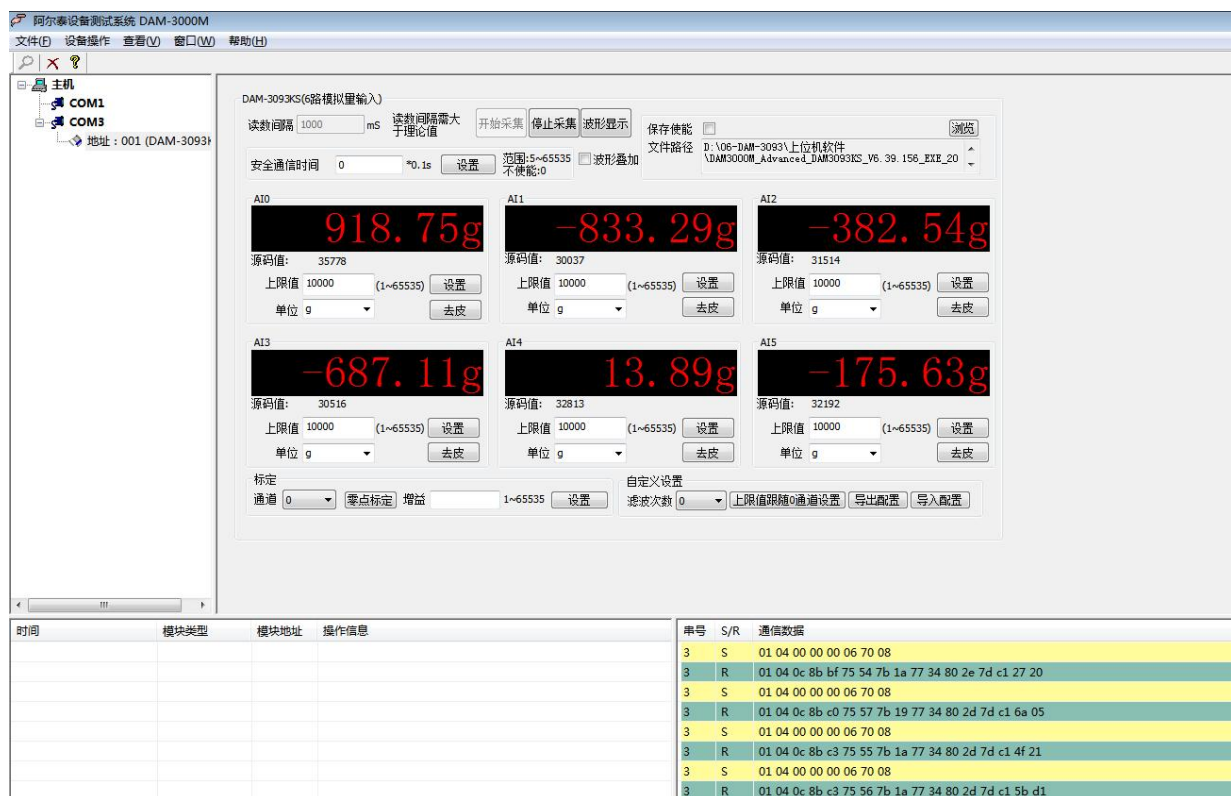 阿尔泰设备测试系统 DAM-3000M
文件(F) 设备操作 查看(V) 窗口(W) 帮助(H)
主机
COM1
COM3
地址：001 (DAM-3093K
DAM-3093KS(6路模拟量输入)
读数间隔 1000 mS 读数间隔需大于理论值 开始采集 停止采集 波形显示
保存使能 浏览
文件路径 D:\06-DAM-3093\上位机软件
\DAM3000M_Advanced_DAM3093KS_V6.39.156_EXE_20
安全通信时间 0 *0.1s 设置 范围:5~65535 不使能:0 波形叠加
AI0 AI1 AI2
918.75g -833.29g -382.54g
源码值: 35778 源码值: 30037 源码值: 31514
上限值 10000 (1~65535) 设置 上限值 10000 (1~65535) 设置 上限值 10000 (1~65535) 设置
单位 g 去皮 单位 g 去皮 单位 g 去皮
AI3 AI4 AI5
-687.11g 13.89g -175.63g
源码值: 30516 源码值: 32813 源码值: 32192
上限值 10000 (1~65535) 设置 上限值 10000 (1~65535) 设置 上限值 10000 (1~65535) 设置
单位 g 去皮 单位 g 去皮 单位 g 去皮
标定 自定义设置
通道 0 零点标定 增益 1~65535 设置 滤波次数 0 上限值跟随0通道设置 导出配置 导入配置
时间 模块类型 模块地址 操作信息
串号 S/R 通信数据
3 S 01 04 00 00 00 06 70 08
3 R 01 04 0c 8b bf 75 54 7b 1a 77 34 80 2e 7d c1 27 20
3 S 01 04 00 00 00 06 70 08
3 R 01 04 0c 8b c0 75 57 7b 19 77 34 80 2d 7d c1 6a 05
3 S 01 04 00 00 00 06 70 08
3 R 01 04 0c 8b c3 75 55 7b 1a 77 34 80 2d 7d c1 4f 21
3 S 01 04 00 00 00 06 70 08
3 R 01 04 0c 8b c3 75 56 7b 1a 77 34 80 2d 7d c1 5b d1